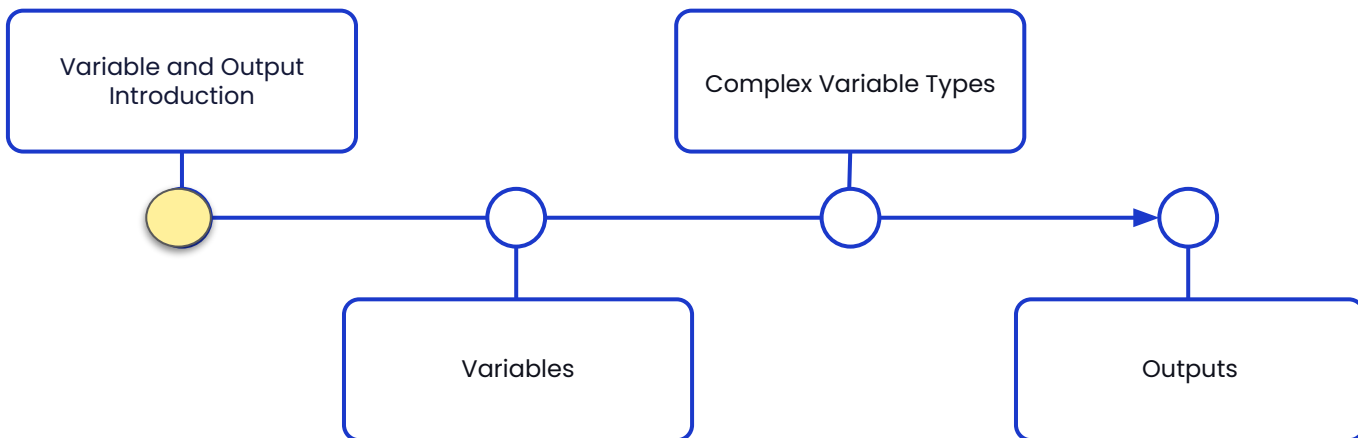 Variable and Output
Introduction
Complex Variable Types
Variables
Outputs